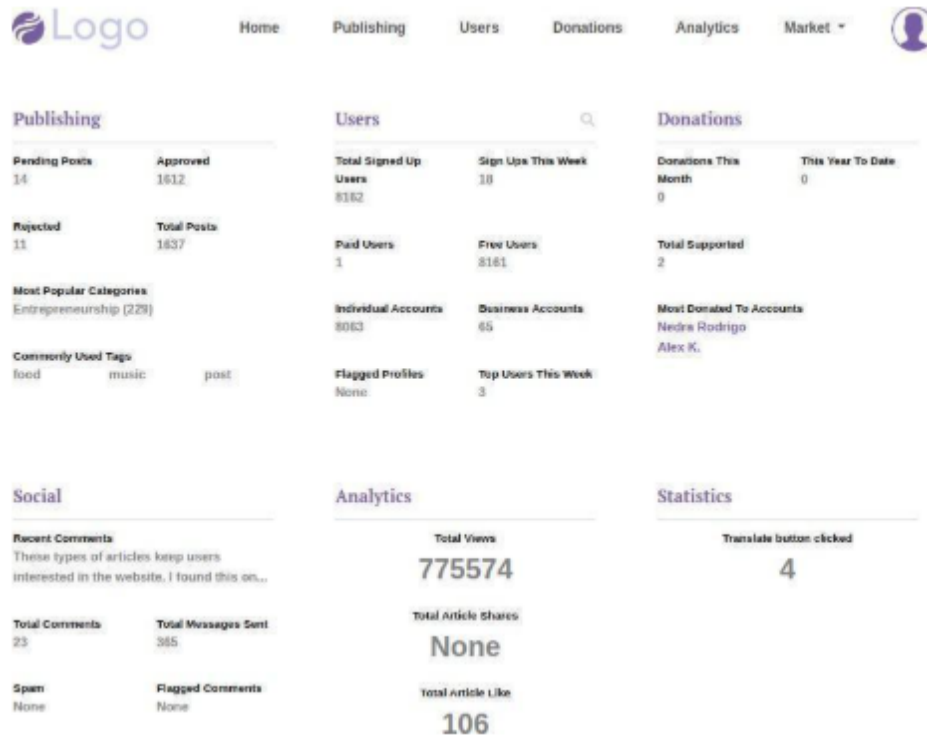 Logo
Home Publishing Users Donations Analytics Market
Publishing
Pending Posts Approved
14 1612
Rejected Total Posts
11 1637
Most Popular Categories
Entrepreneurship (229)
Commonly Used Tags
food music post
Users
Total Signed Up Users Sign Ups This Week
8162 18
Paid Users Free Users
1 8161
Individual Accounts Business Accounts
8063 65
Flagged Profiles Top Users This Week
None 3
Donations
Donations This Month This Year To Date
0 0
Total Supported
2
Most Donated To Accounts
Nedra Rodrigo
Alex K.
Social
Recent Comments
These types of articles keep users
interested in the website, I found this on...
Total Comments Total Messages Sent
23 365
Spam Flagged Comments
None None
Analytics
Total Views
775574
Total Article Shares
None
Total Article Like
106
Statistics
Translate button clicked
4